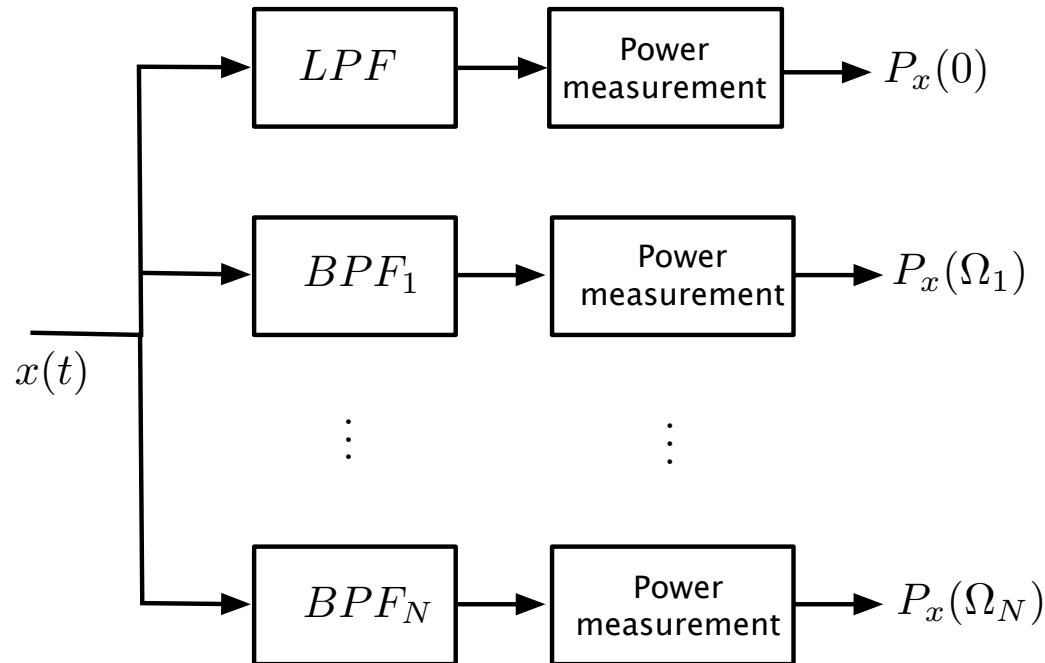 LPF
Power
measurement
P_x(0)
BPF_1
Power
measurement
P_x(Ω_1)
x(t)
⋮ ⋮
BPF_N
Power
measurement
P_x(Ω_N)